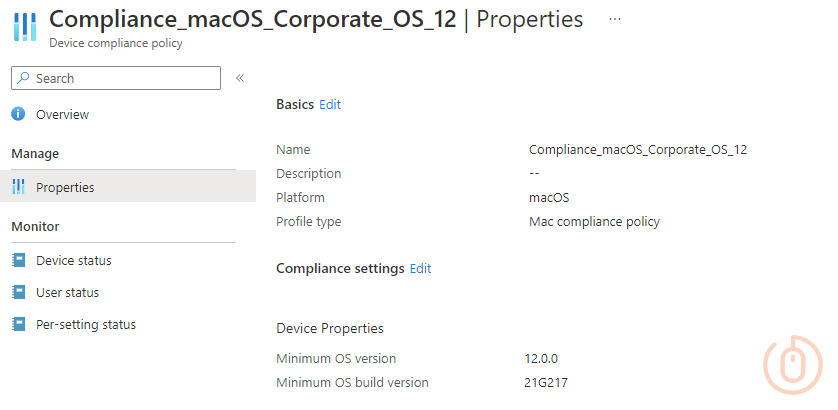 Compliance_macOS_Corporate_OS_12 | Properties ...
Device compliance policy
Search «
Overview
Manage
Properties
Monitor
Device status
User status
Per-setting status
Basics Edit
Name Compliance_macOS_Corporate_OS_12
Description --
Platform macOS
Profile type Mac compliance policy
Compliance settings Edit
Device Properties
Minimum OS version 12.0.0
Minimum OS build version 21G217